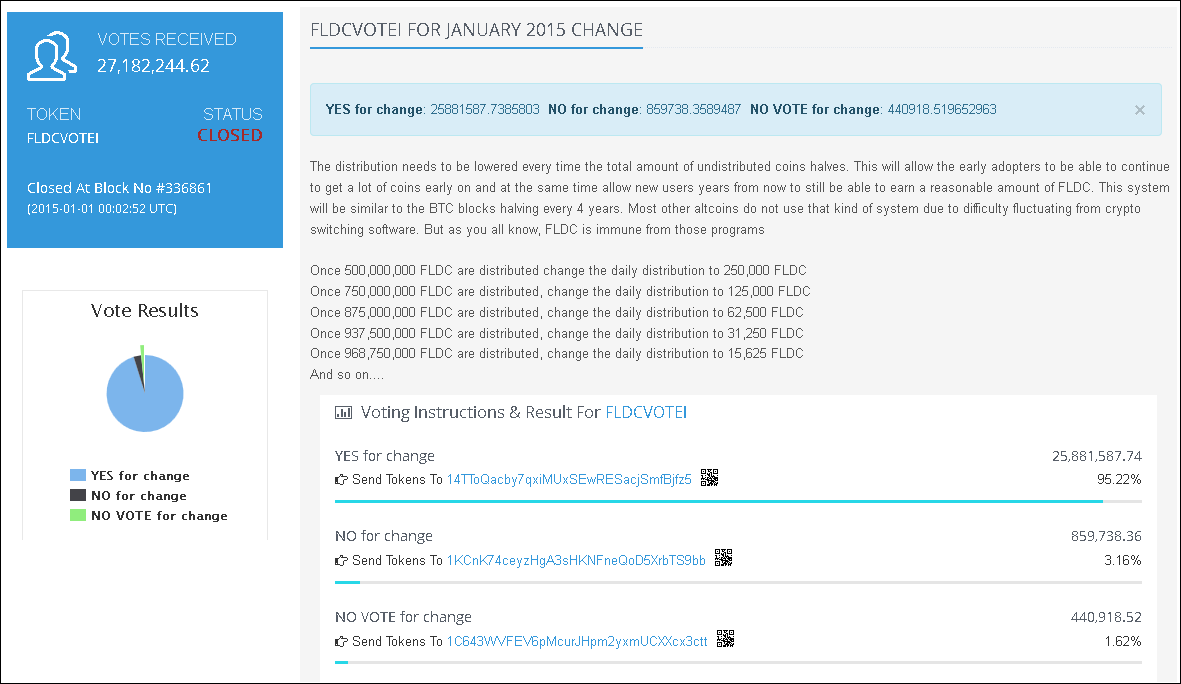 VOTES RECEIVED
27,182,244.62
TOKEN STATUS
FLDCVOTEI CLOSED
Closed At Block No #336861
(2015-01-01 00:02:52 UTC)
Vote Results
YES for change
NO for change
NO VOTE for change
FLDCVOTEI FOR JANUARY 2015 CHANGE
YES for change: 25881587.7385803 NO for change: 859738.3589487 NO VOTE for change: 440918.519652963 ×
The distribution needs to be lowered every time the total amount of undistributed coins halves. This will allow the early adopters to be able to continue
to get a lot of coins early on and at the same time allow new users years from now to still be able to earn a reasonable amount of FLDC. This system
will be similar to the BTC blocks halving every 4 years. Most other altcoins do not use that kind of system due to difficulty fluctuating from crypto
switching software. But as you all know, FLDC is immune from those programs
Once 500,000,000 FLDC are distributed change the daily distribution to 250,000 FLDC
Once 750,000,000 FLDC are distributed, change the daily distribution to 125,000 FLDC
Once 875,000,000 FLDC are distributed, change the daily distribution to 62,500 FLDC
Once 937,500,000 FLDC are distributed, change the daily distribution to 31,250 FLDC
Once 968,750,000 FLDC are distributed, change the daily distribution to 15,625 FLDC
And so on....
Voting Instructions & Result For FLDCVOTEI
YES for change 25,881,587.74
Send Tokens To 14TToQacby7qxiMUxSEwRESacjSmfBjfz5 95.22%
NO for change 859,738.36
Send Tokens To 1KCnK74ceyzHgA3sHKNFneQoD5XrbTS9bb 3.16%
NO VOTE for change 440,918.52
Send Tokens To 1C643WVFEV6pMcurJHpm2yxmUCXXcx3ctt 1.62%